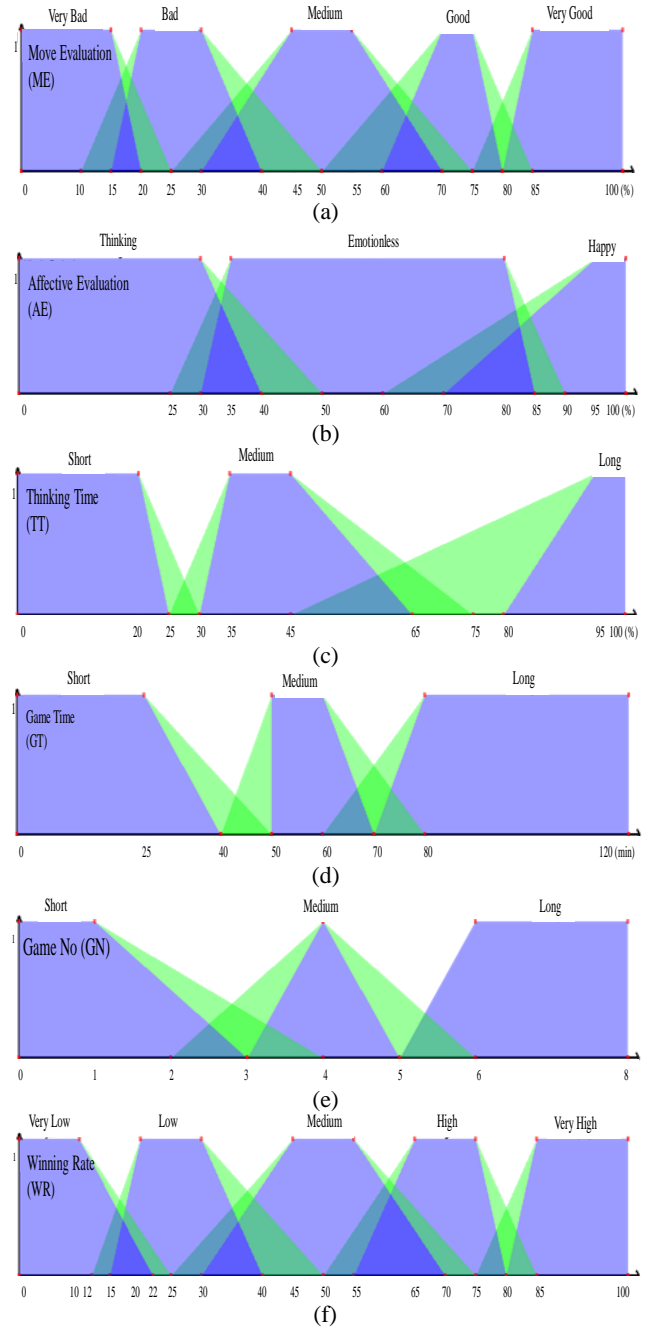 Very Bad Bad Medium Good Very Good
1
Move Evaluation
(ME)
0 10 15 20 25 30 40 45 50 55 60 70 75 80 85 100 (%)
(a)
Thinking Emotionless Happy
1
Affective Evaluation
(AE)
0 25 30 35 40 50 60 70 80 85 90 95 100 (%)
(b)
Short Medium Long
1
Thinking Time
(TT)
0 20 25 30 35 45 65 75 80 95 100 (%)
(c)
Short Medium Long
1
Game Time
(GT)
0 25 40 50 60 70 80 120 (min)
(d)
Short Medium Long
1
Game No (GN)
0 1 2 3 4 5 6 8
(e)
Very Low Low Medium High Very High
1
Winning Rate
(WR)
0 10 12 15 20 22 25 30 40 45 50 55 65 70 75 80 85 100
(f)